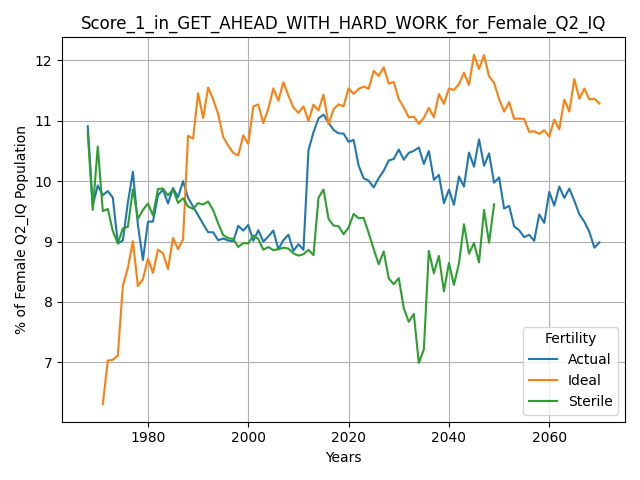 Score_1_in_GET_AHEAD_WITH_HARD_WORK_for_Female_Q2_IQ
% of Female Q2_IQ Population
12
11
10
9
8
7
1980 2000 2020 2040 2060
Years
Fertility
Actual
Ideal
Sterile